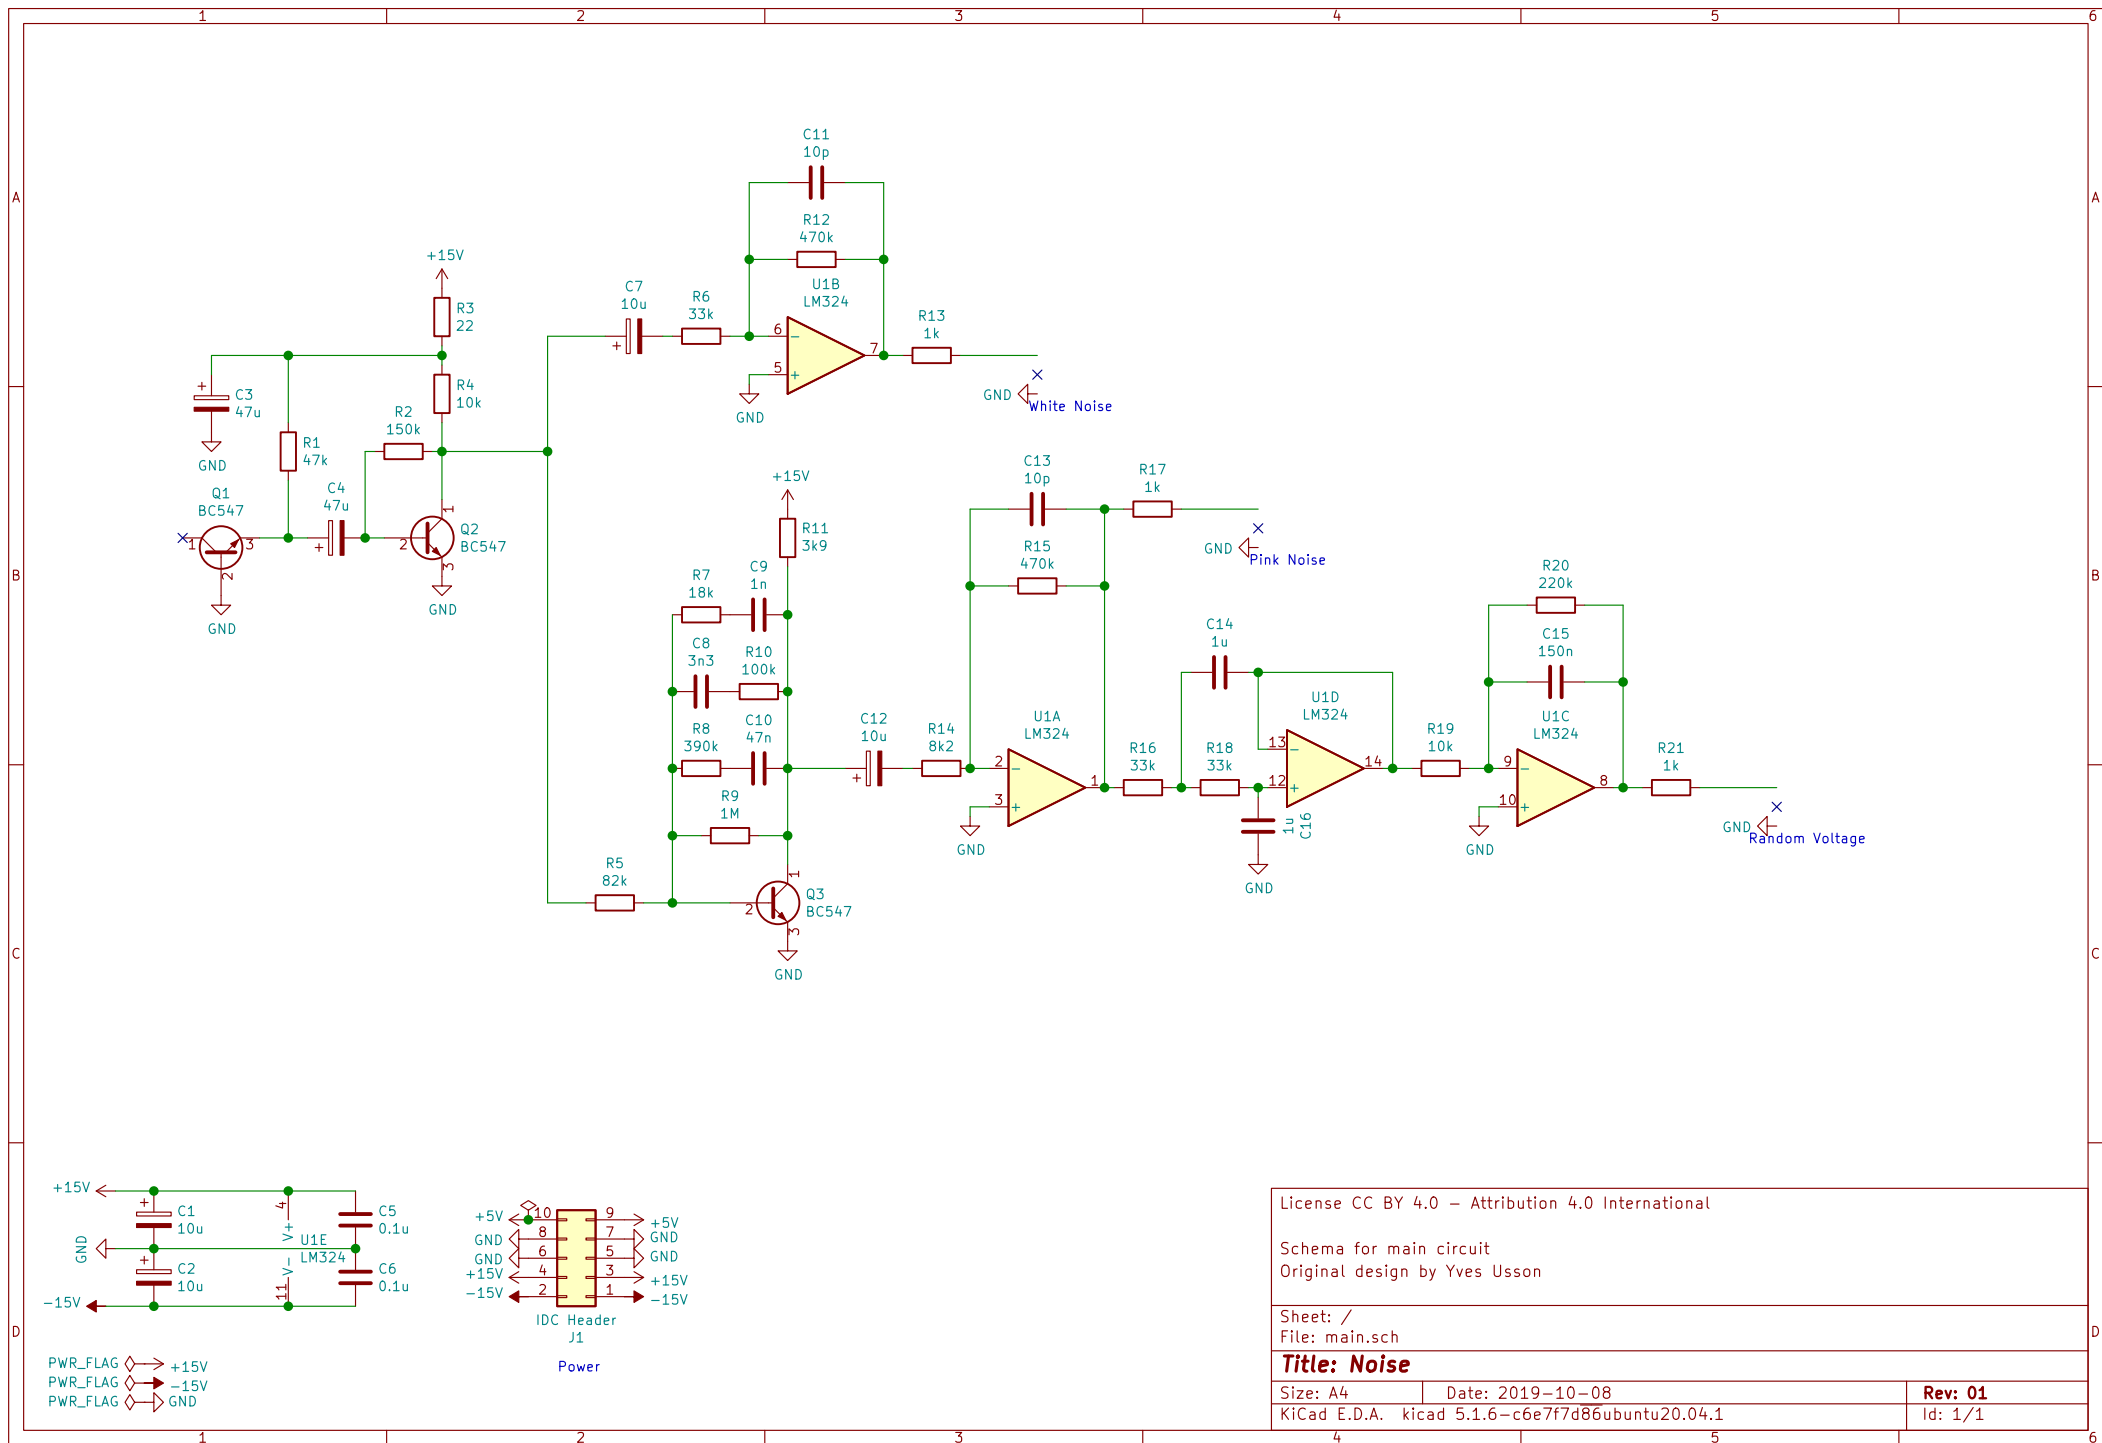 1 2 3 4 5 6
A
B
C
D
A
B
C
D
1 2 3 4 5 6
C11
10p
R12
470k
U1B
LM324
6
5
7
C7
10u
R6
33k
R13
1k
GND
GND
White Noise
+15V
R3
22
R4
10k
R2
150k
C3
47u
GND
R1
47k
Q1
BC547
1
3
2
GND
C4
47u
Q2
BC547
1
2
3
GND
+15V
R11
3k9
R7
18k
C9
1n
C8
3n3
R10
100k
R8
390k
C10
47n
R9
1M
R5
82k
Q3
BC547
1
2
3
GND
C12
10u
R14
8k2
C13
10p
R15
470k
R17
1k
GND
Pink Noise
U1A
LM324
2
3
1
GND
R16
33k
R18
33k
C14
1u
U1D
LM324
13
12
14
1u
C16
GND
R19
10k
R20
220k
C15
150n
U1C
LM324
9
10
8
GND
R21
1k
GND
Random Voltage
+15V
GND
-15V
C1
10u
C2
10u
4
V+
U1E
LM324
V-
11
C5
0.1u
C6
0.1u
PWR_FLAG +15V
PWR_FLAG -15V
PWR_FLAG GND
+5V 10 9 +5V
GND 8 7 GND
GND 6 5 GND
+15V 4 3 +15V
-15V 2 1 -15V
IDC Header
J1
Power
License CC BY 4.0 - Attribution 4.0 International
Schema for main circuit
Original design by Yves Usson
Sheet: /
File: main.sch
Title: Noise
Size: A4 Date: 2019-10-08 Rev: 01
KiCad E.D.A. kicad 5.1.6-c6e7f7d86ubuntu20.04.1 Id: 1/1